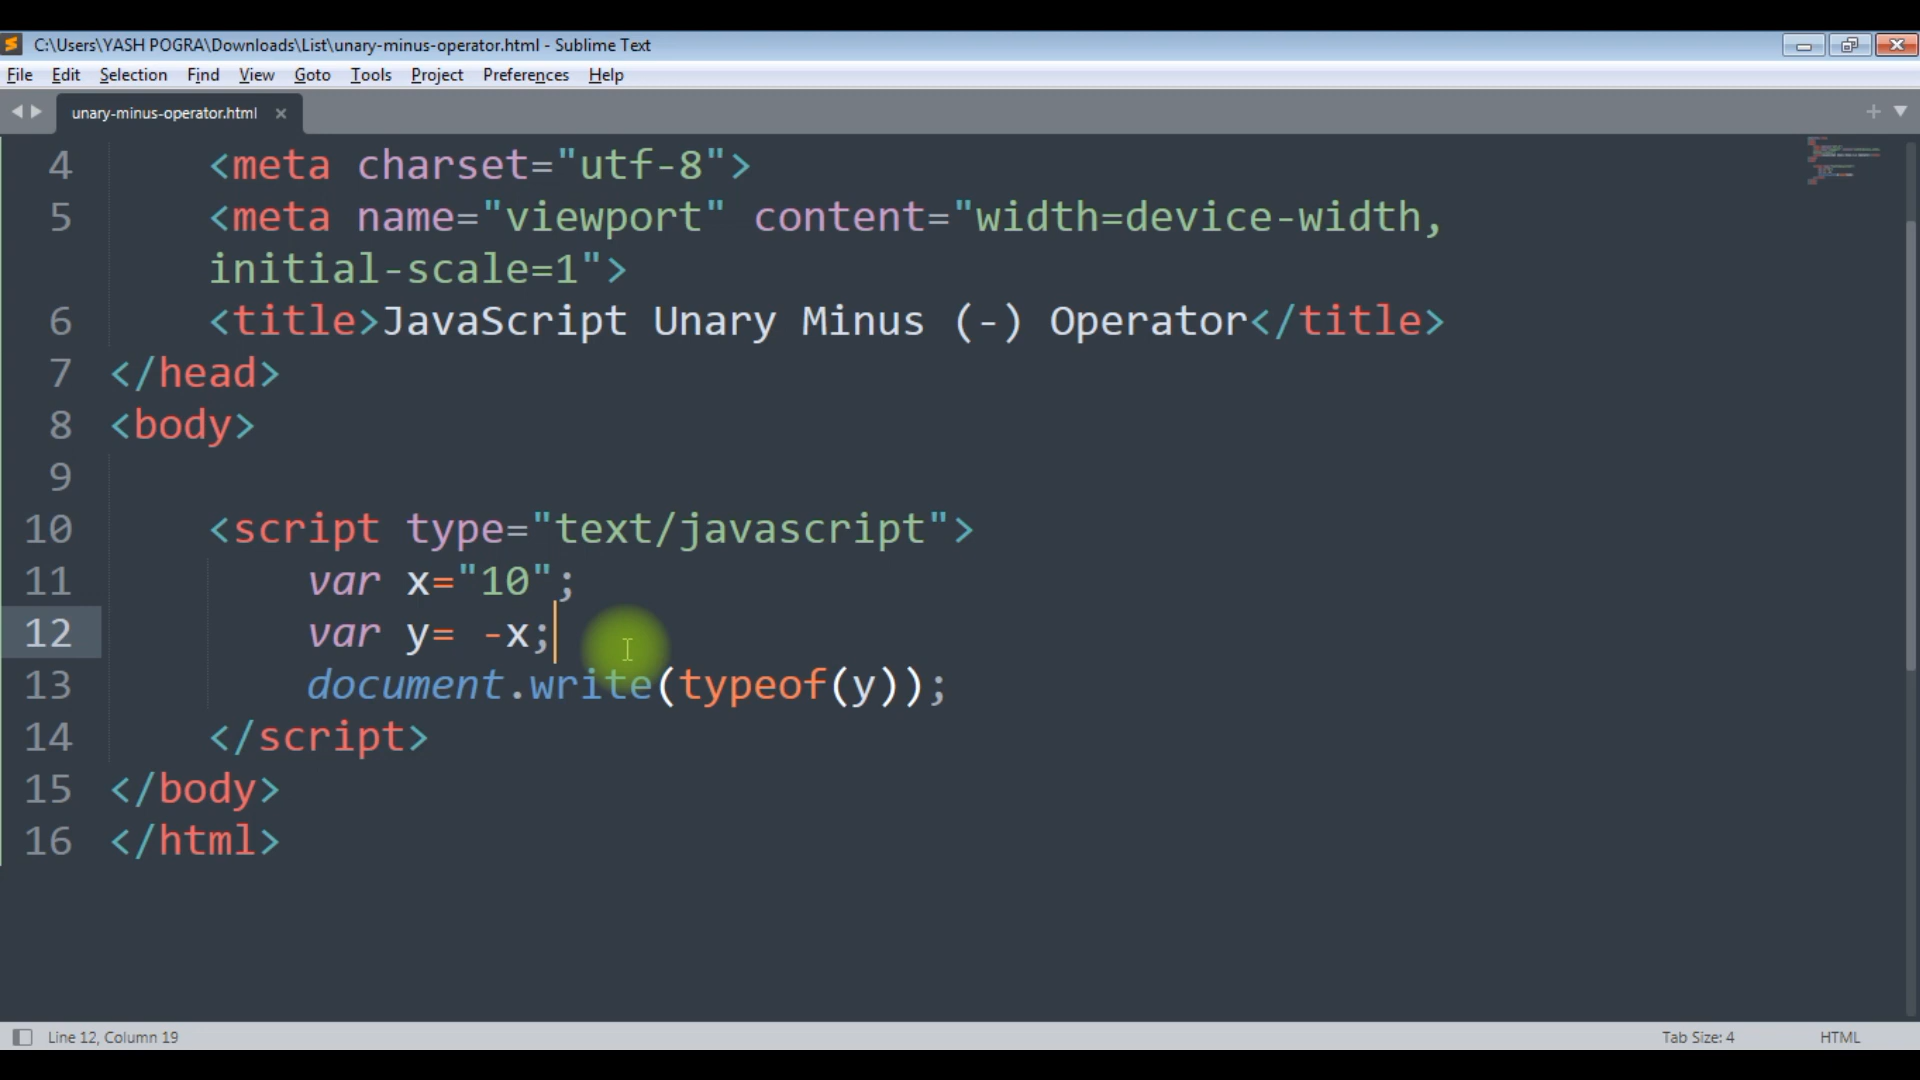 C:\Users\YASH POGRA\Downloads\List\unary-minus-operator.html - Sublime Text
File Edit Selection Find View Goto Tools Project Preferences Help
unary-minus-operator.html
4 <meta charset="utf-8">
5 <meta name="viewport" content="width=device-width,
initial-scale=1">
6 <title>JavaScript Unary Minus (-) Operator</title>
7 </head>
8 <body>
9
10 <script type="text/javascript">
11 var x="10";
12 var y= -x;
13 document.write(typeof(y));
14 </script>
15 </body>
16 </html>
Line 12, Column 19 Tab Size: 4 HTML